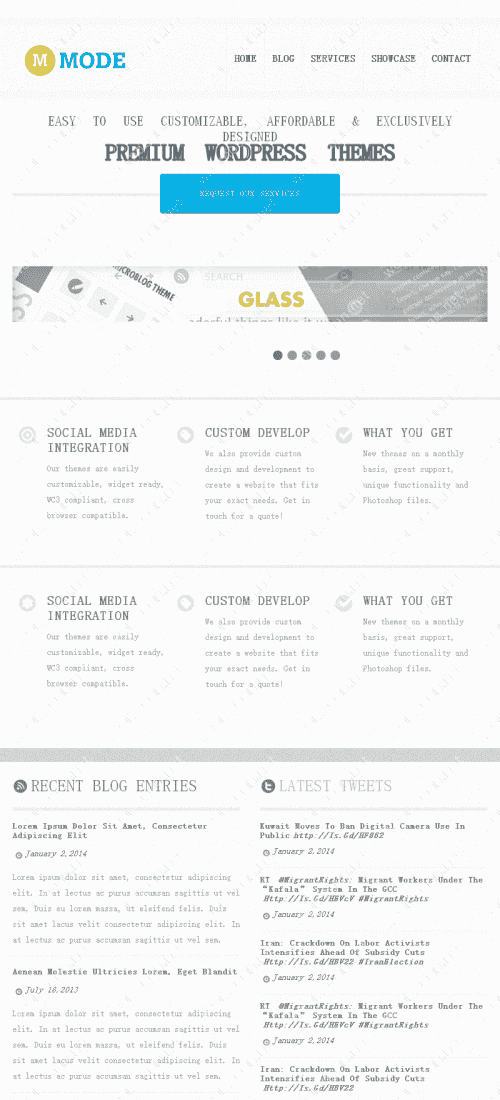 M MODE
HOME BLOG SERVICES SHOWCASE CONTACT
EASY TO USE CUSTOMIZABLE, AFFORDABLE & EXCLUSIVELY
DESIGNED
PREMIUM WORDPRESS THEMES
REQUEST OUR SERVICES
MICROBLOG THEME
SEARCH
GLASS
SOCIAL MEDIA
INTEGRATION
Our themes are easily
customizable, widget ready,
WC3 compliant, cross
browser compatible.
CUSTOM DEVELOP
We also provide custom
design and development to
create a website that fits
your exact needs. Get in
touch for a quote!
WHAT YOU GET
New themes on a monthly
basis, great support,
unique functionality and
Photoshop files.
SOCIAL MEDIA
INTEGRATION
Our themes are easily
customizable, widget ready,
WC3 compliant, cross
browser compatible.
CUSTOM DEVELOP
We also provide custom
design and development to
create a website that fits
your exact needs. Get in
touch for a quote!
WHAT YOU GET
New themes on a monthly
basis, great support,
unique functionality and
Photoshop files.
RECENT BLOG ENTRIES
Lorem Ipsum Dolor Sit Amet, Consectetur
Adipiscing Elit
January 2,2014
Lorem ipsum dolor sit amet, consectetur adipiscing
elit. In at lectus ac purus accumsan sagittis ut vel
sem. Duis eu lorem massa, ut eleifend felis. Duis
sit amet lacus velit consectetur adipiscing elit. In
at lectus ac purus accumsan sagittis ut vel sem.
Aenean Molestie Ultricies Lorem, Eget Blandit
July 18,2013
Lorem ipsum dolor sit amet, consectetur adipiscing
elit. In at lectus ac purus accumsan sagittis ut vel
sem. Duis eu lorem massa, ut eleifend felis. Duis
sit amet lacus velit consectetur adipiscing elit. In
at lectus ac purus accumsan sagittis ut vel sem.
LATEST TWEETS
Kuwait Moves To Ban Digital Camera Use In
Public http://Is.Gd/HF862
January 2,2014
RT @MigrantRights: Migrant Workers Under The
“Kafala” System In The GCC
Http://Is.Gd/HBVcV #MigrantRights
January 2,2014
Iran: Crackdown On Labor Activists
Intensifies Ahead Of Subsidy Cuts
Http://Is.Gd/HBV22 #IranElection
January 2,2014
RT @MigrantRights: Migrant Workers Under The
“Kafala” System In The GCC
Http://Is.Gd/HBVcV #MigrantRights
January 2,2014
Iran: Crackdown On Labor Activists
Intensifies Ahead Of Subsidy Cuts
Http://Is.Gd/HBV22